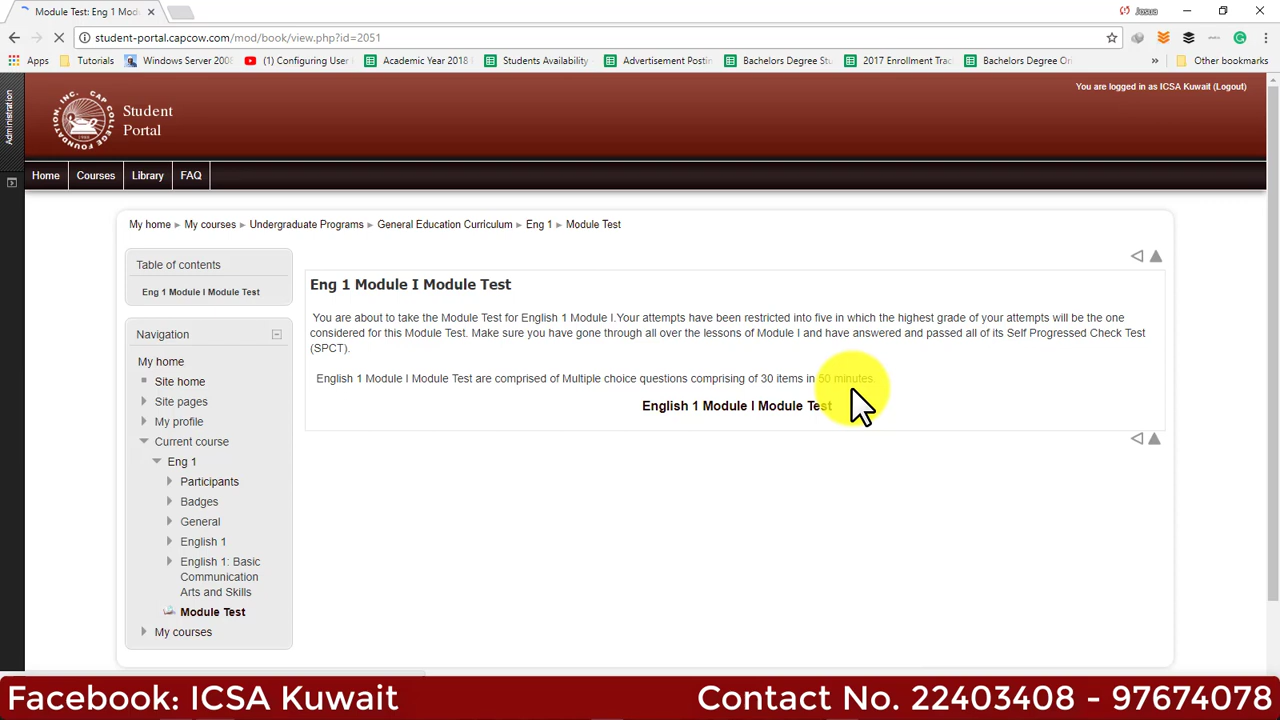 Module Test: Eng 1 Mod
Josua
student-portal.capcow.com/mod/book/view.php?id=2051
Apps Tutorials Windows Server 2008 (1) Configuring User Academic Year 2018 Students Availability Advertisement Postin Bachelors Degree Stu 2017 Enrollment Trac Bachelors Degree On » Other bookmarks
Administration
CAP COLLEGE FOUNDATION, INC.
Student
Portal
You are logged in as ICSA Kuwait (Logout)
Home Courses Library FAQ
My home ► My courses ► Undergraduate Programs ► General Education Curriculum ► Eng 1 ► Module Test
Table of contents
Eng 1 Module I Module Test
Navigation
My home
Site home
Site pages
My profile
Current course
Eng 1
Participants
Badges
General
English 1
English 1: Basic
Communication
Arts and Skills
Module Test
My courses
Eng 1 Module I Module Test
You are about to take the Module Test for English 1 Module I.Your attempts have been restricted into five in which the highest grade of your attempts will be the one
considered for this Module Test. Make sure you have gone through all over the lessons of Module I and have answered and passed all of its Self Progressed Check Test
(SPCT).
English 1 Module I Module Test are comprised of Multiple choice questions comprising of 30 items in 50 minutes.
English 1 Module I Module Test
Facebook: ICSA Kuwait
Contact No. 22403408 - 97674078